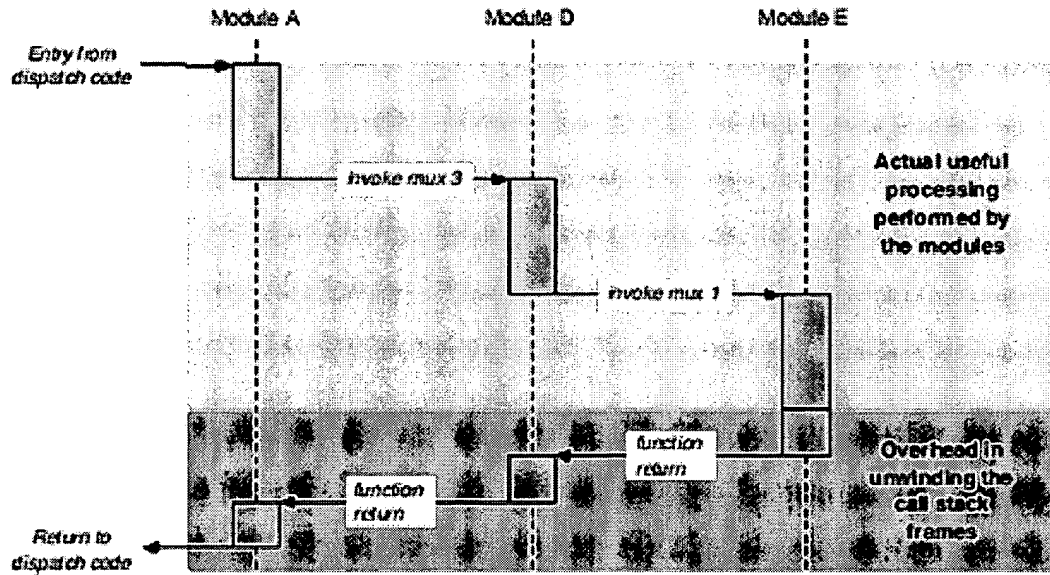 Module A
Module D
Module E
Entry from
dispatch code
invoke mux 3
Actual useful
processing
performed by
the modules
invoke mux 1
function
return
Overhead in
unwinding the
call stack
frames
function
return
Return to
dispatch code